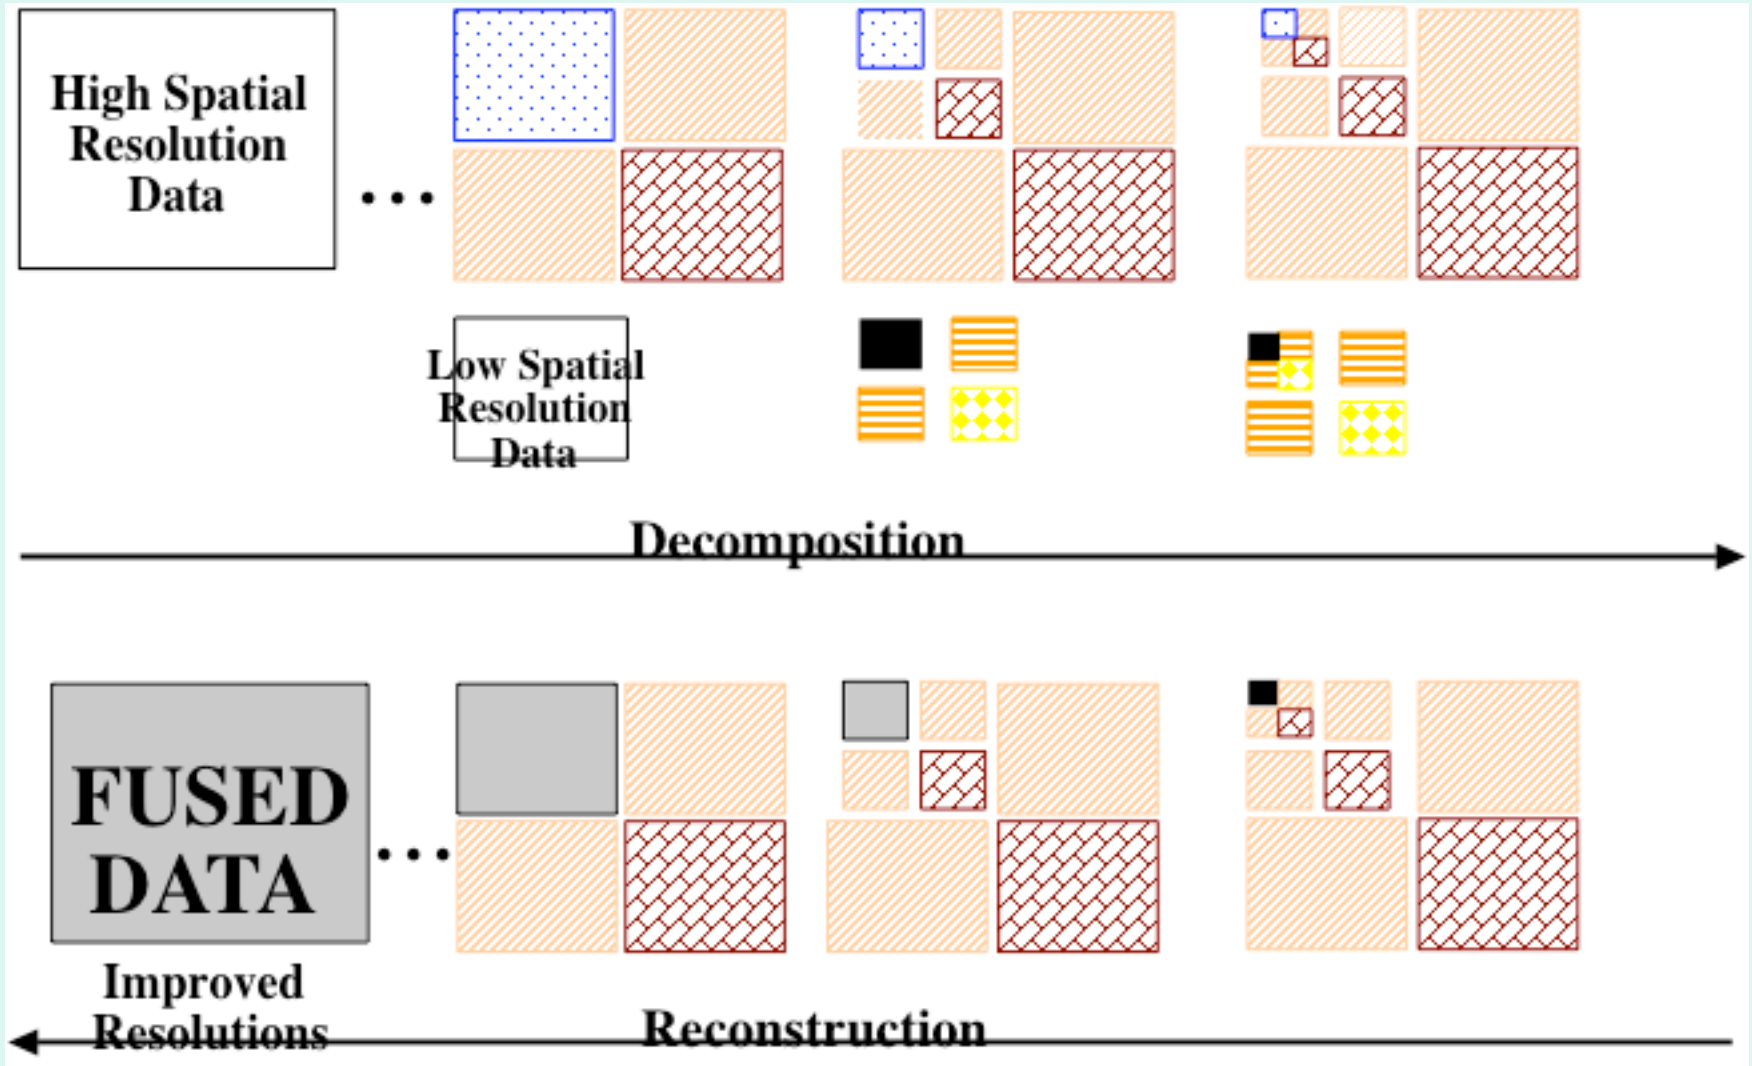 High Spatial
Resolution
Data
Low Spatial
Resolution
Data
Decomposition
FUSED
DATA
Improved
Resolutions
Reconstruction